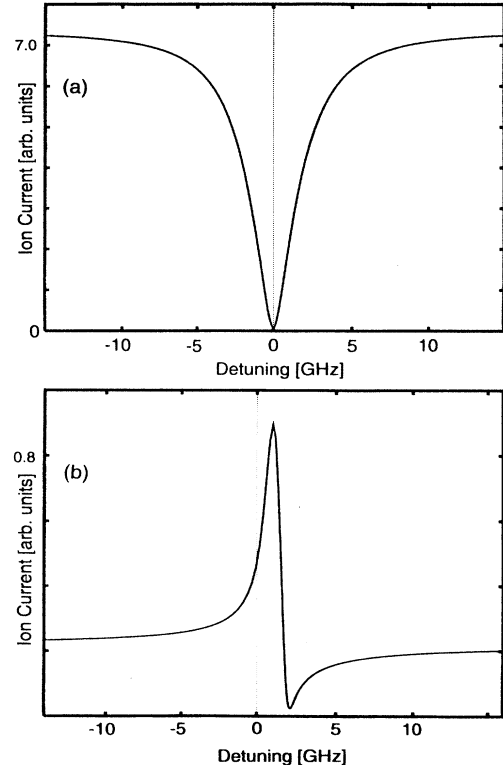 7.0
(a)
Ion Current [arb. units]
0
-10 -5 0 5 10
Detuning [GHz]
0.8
(b)
Ion Current [arb. units]
-10 -5 0 5 10
Detuning [GHz]